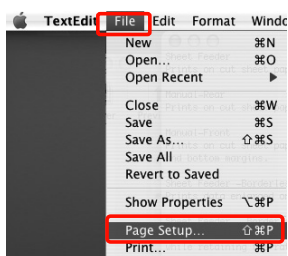 TextEdit File Edit Format Windo
New ⌘N
Open... ⌘O
Open Recent ▶
Close ⌘W
Save ⌘S
Save As... ⇧⌘S
Save All
Revert to Saved
Show Properties ⌥⌘P
Page Setup... ⇧⌘P
Print... ⌘P